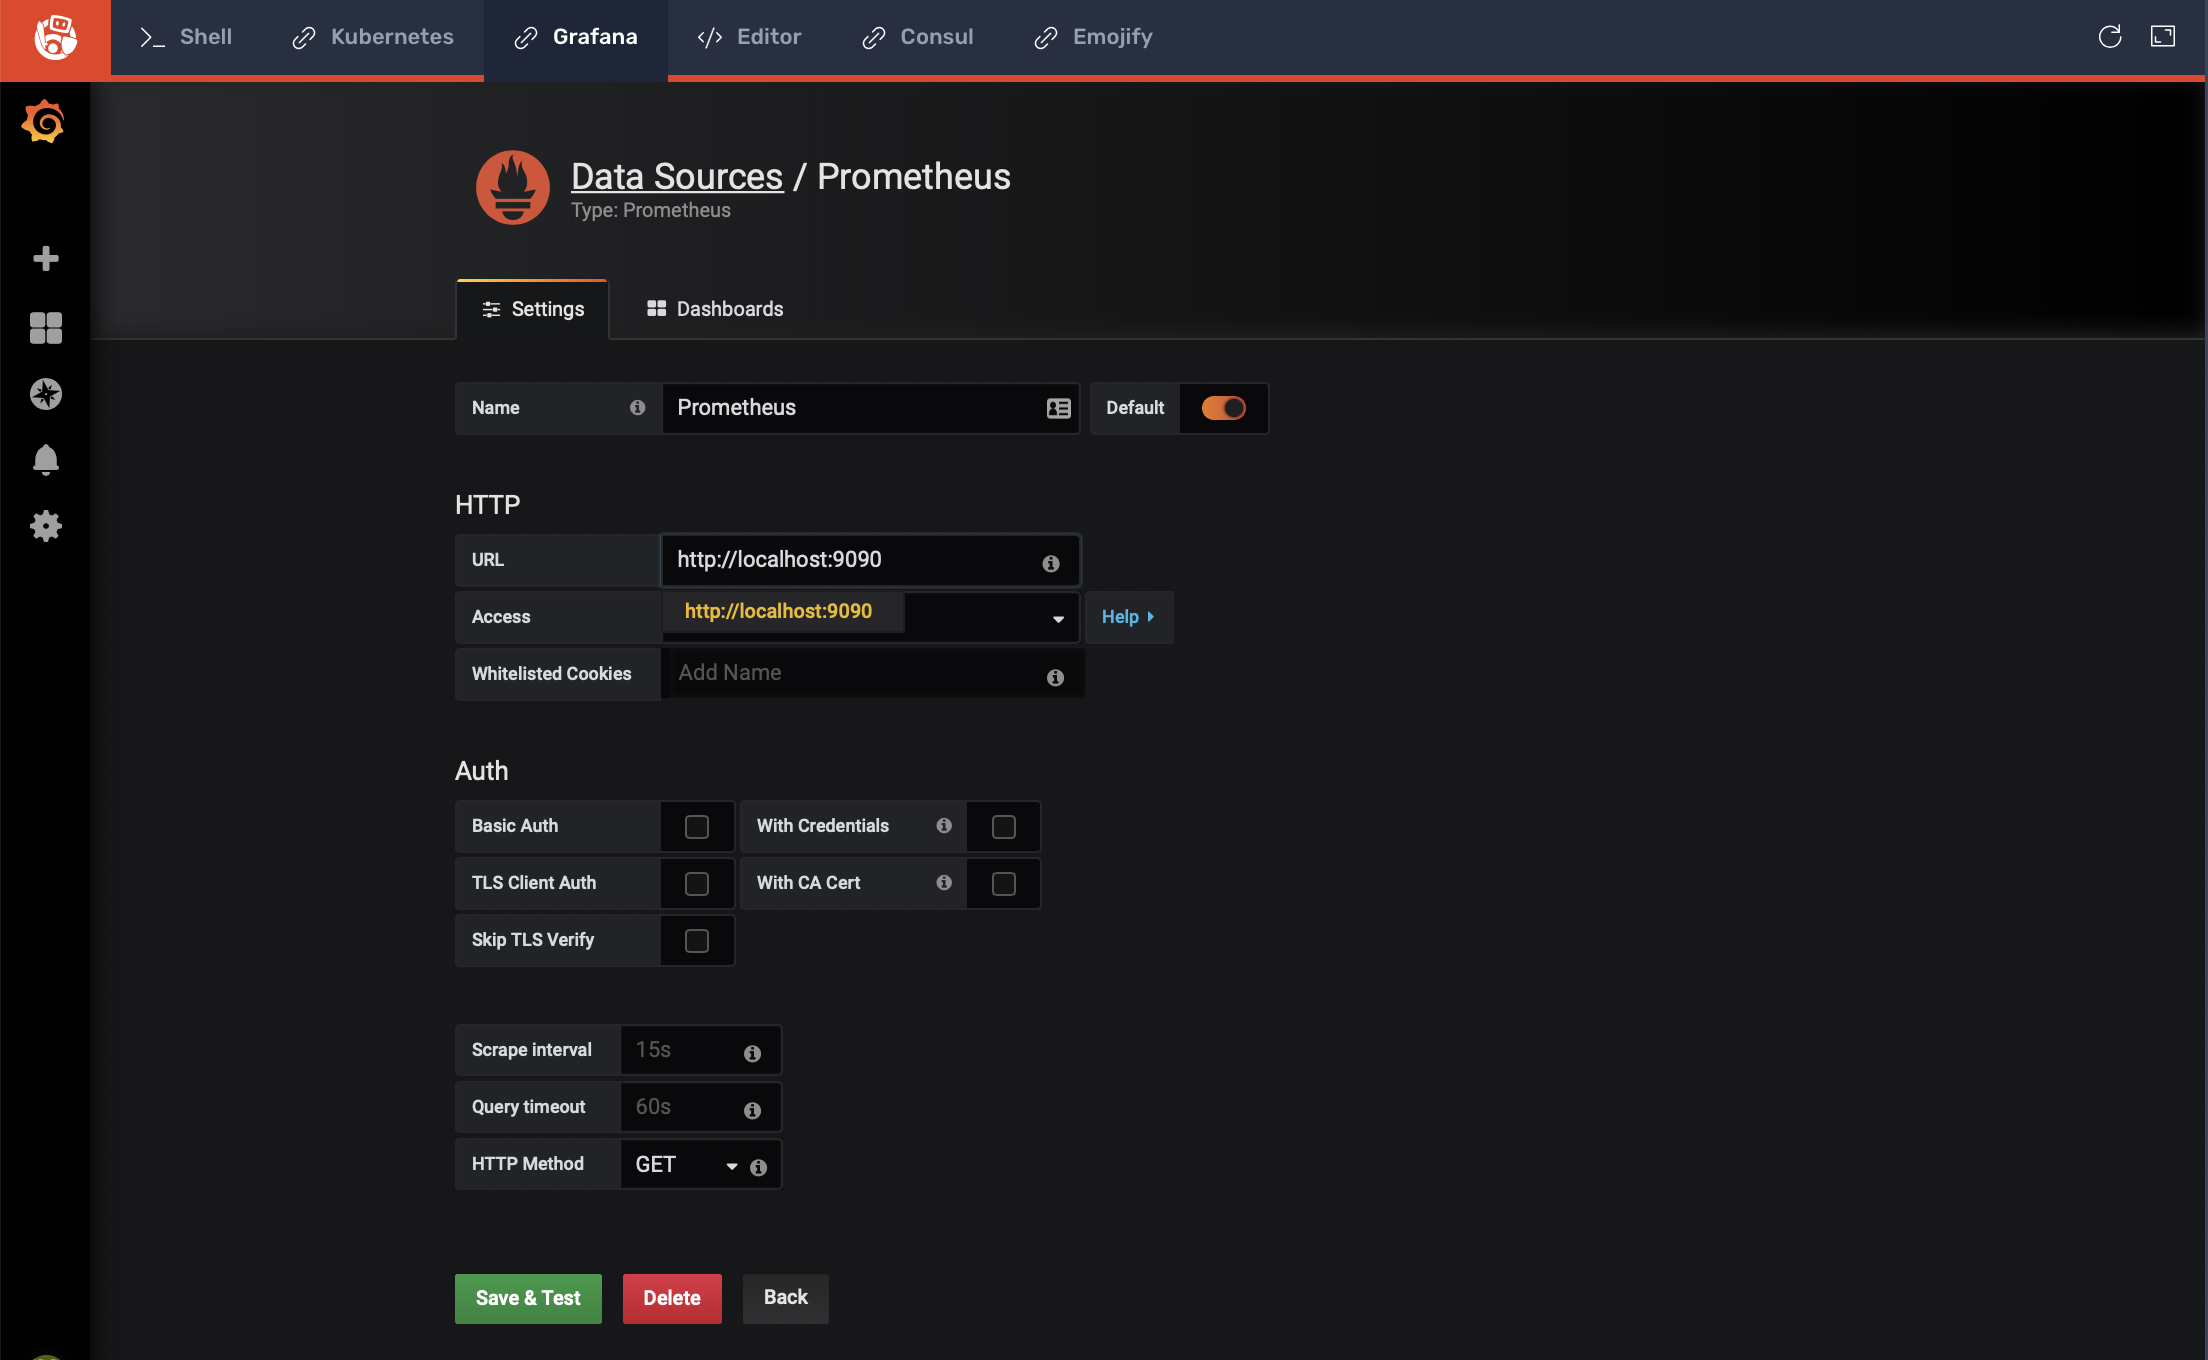 Shell Kubernetes Grafana Editor Consul Emojify
Data Sources / Prometheus
Type: Prometheus
Settings Dashboards
Name Prometheus Default
HTTP
URL http://localhost:9090
Access http://localhost:9090 Help
Whitelisted Cookies Add Name
Auth
Basic Auth With Credentials
TLS Client Auth With CA Cert
Skip TLS Verify
Scrape interval 15s
Query timeout 60s
HTTP Method GET
Save & Test Delete Back